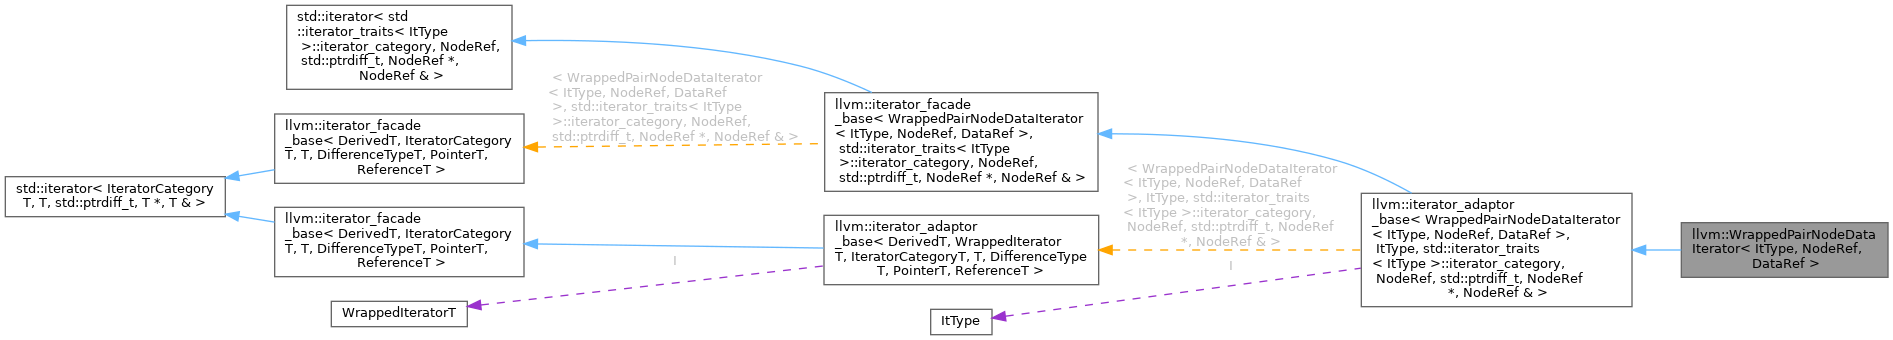 std::iterator< std
::iterator_traits< ItType
>::iterator_category, NodeRef,
std::ptrdiff_t, NodeRef *,
NodeRef & >
< WrappedPairNodeDataIterator
< ItType, NodeRef, DataRef
>, std::iterator_traits< ItType
>::iterator_category, NodeRef,
std::ptrdiff_t, NodeRef *, NodeRef & >
llvm::iterator_facade
_base< WrappedPairNodeDataIterator
< ItType, NodeRef, DataRef >,
std::iterator_traits< ItType
>::iterator_category, NodeRef,
std::ptrdiff_t, NodeRef *, NodeRef & >
llvm::iterator_facade
_base< DerivedT, IteratorCategory
T, T, DifferenceTypeT, PointerT,
ReferenceT >
std::iterator< IteratorCategory
T, T, std::ptrdiff_t, T *, T & >
llvm::iterator_facade
_base< DerivedT, IteratorCategory
T, T, DifferenceTypeT, PointerT,
ReferenceT >
llvm::iterator_adaptor
_base< DerivedT, WrappedIterator
T, IteratorCategoryT, T, DifferenceType
T, PointerT, ReferenceT >
< WrappedPairNodeDataIterator
< ItType, NodeRef, DataRef
>, ItType, std::iterator_traits
< ItType >::iterator_category,
NodeRef, std::ptrdiff_t, NodeRef
*, NodeRef & >
llvm::iterator_adaptor
_base< WrappedPairNodeDataIterator
< ItType, NodeRef, DataRef >,
ItType, std::iterator_traits
< ItType >::iterator_category,
NodeRef, std::ptrdiff_t, NodeRef
*, NodeRef & >
llvm::WrappedPairNodeData
Iterator< ItType, NodeRef,
DataRef >
I
WrappedIteratorT
I
ItType